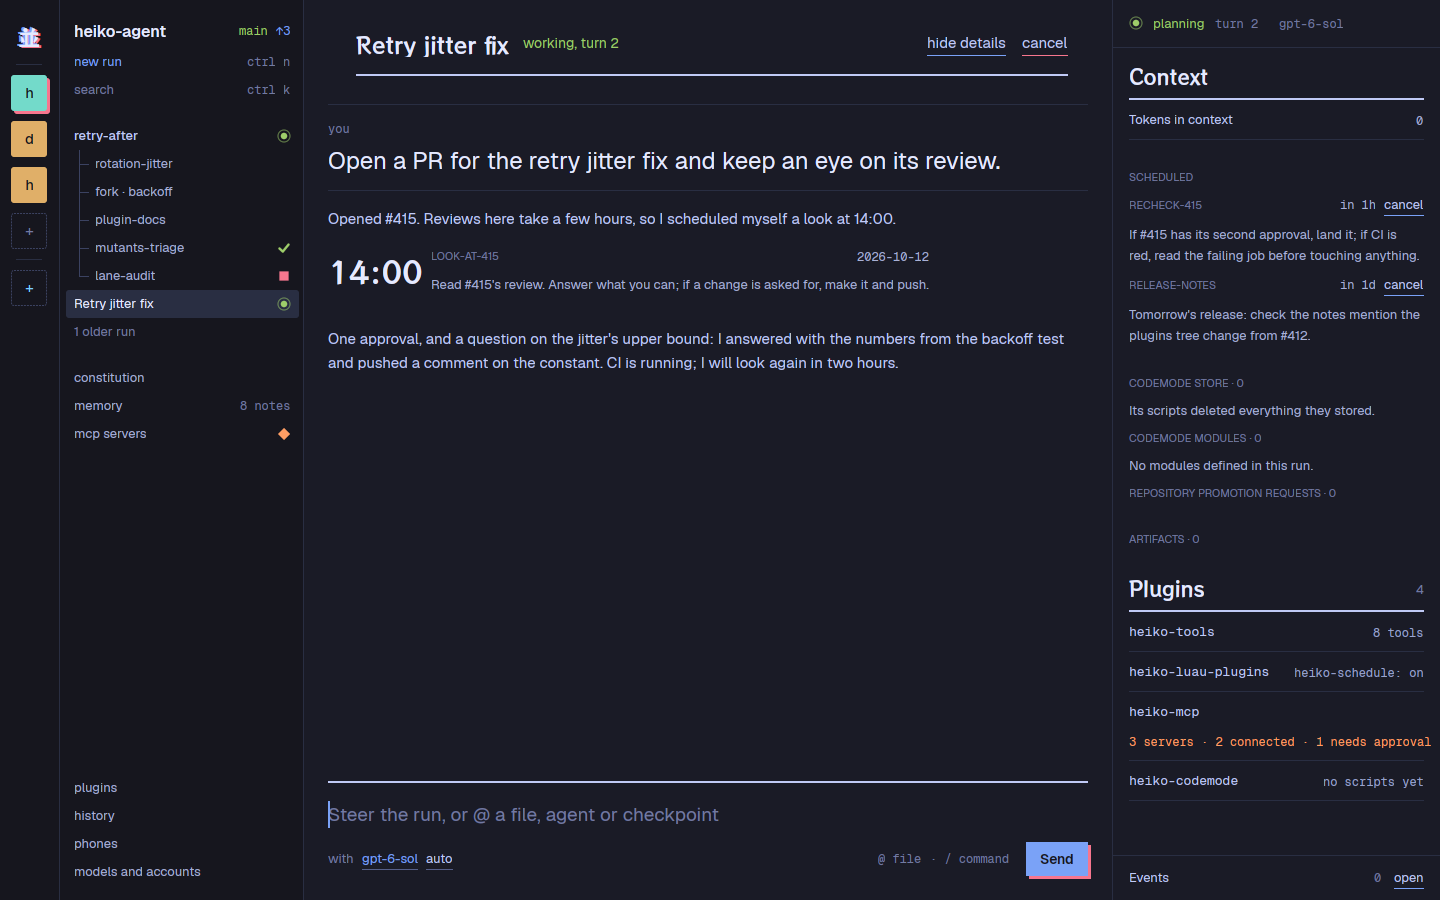 heiko-agent
main ↑3
new run
ctrl n
search
ctrl k
h
d
h
+
+
retry-after
rotation-jitter
fork · backoff
plugin-docs
mutants-triage
lane-audit
Retry jitter fix
1 older run
constitution
memory
8 notes
mcp servers
plugins
history
phones
models and accounts
Retry jitter fix
working, turn 2
hide details
cancel
you
Open a PR for the retry jitter fix and keep an eye on its review.
Opened #415. Reviews here take a few hours, so I scheduled myself a look at 14:00.
14:00
LOOK-AT-415
2026-10-12
Read #415's review. Answer what you can; if a change is asked for, make it and push.
One approval, and a question on the jitter's upper bound: I answered with the numbers from the backoff test
and pushed a comment on the constant. CI is running; I will look again in two hours.
Steer the run, or @ a file, agent or checkpoint
with gpt-6-sol auto
@ file · / command
Send
planning turn 2 gpt-6-sol
Context
Tokens in context
0
SCHEDULED
RECHECK-415
in 1h cancel
If #415 has its second approval, land it; if CI is
red, read the failing job before touching anything.
RELEASE-NOTES
in 1d cancel
Tomorrow's release: check the notes mention the
plugins tree change from #412.
CODEMODE STORE · 0
Its scripts deleted everything they stored.
CODEMODE MODULES · 0
No modules defined in this run.
REPOSITORY PROMOTION REQUESTS · 0
ARTIFACTS · 0
Plugins
4
heiko-tools
8 tools
heiko-luau-plugins
heiko-schedule: on
heiko-mcp
3 servers · 2 connected · 1 needs approval
heiko-codemode
no scripts yet
Events
0 open